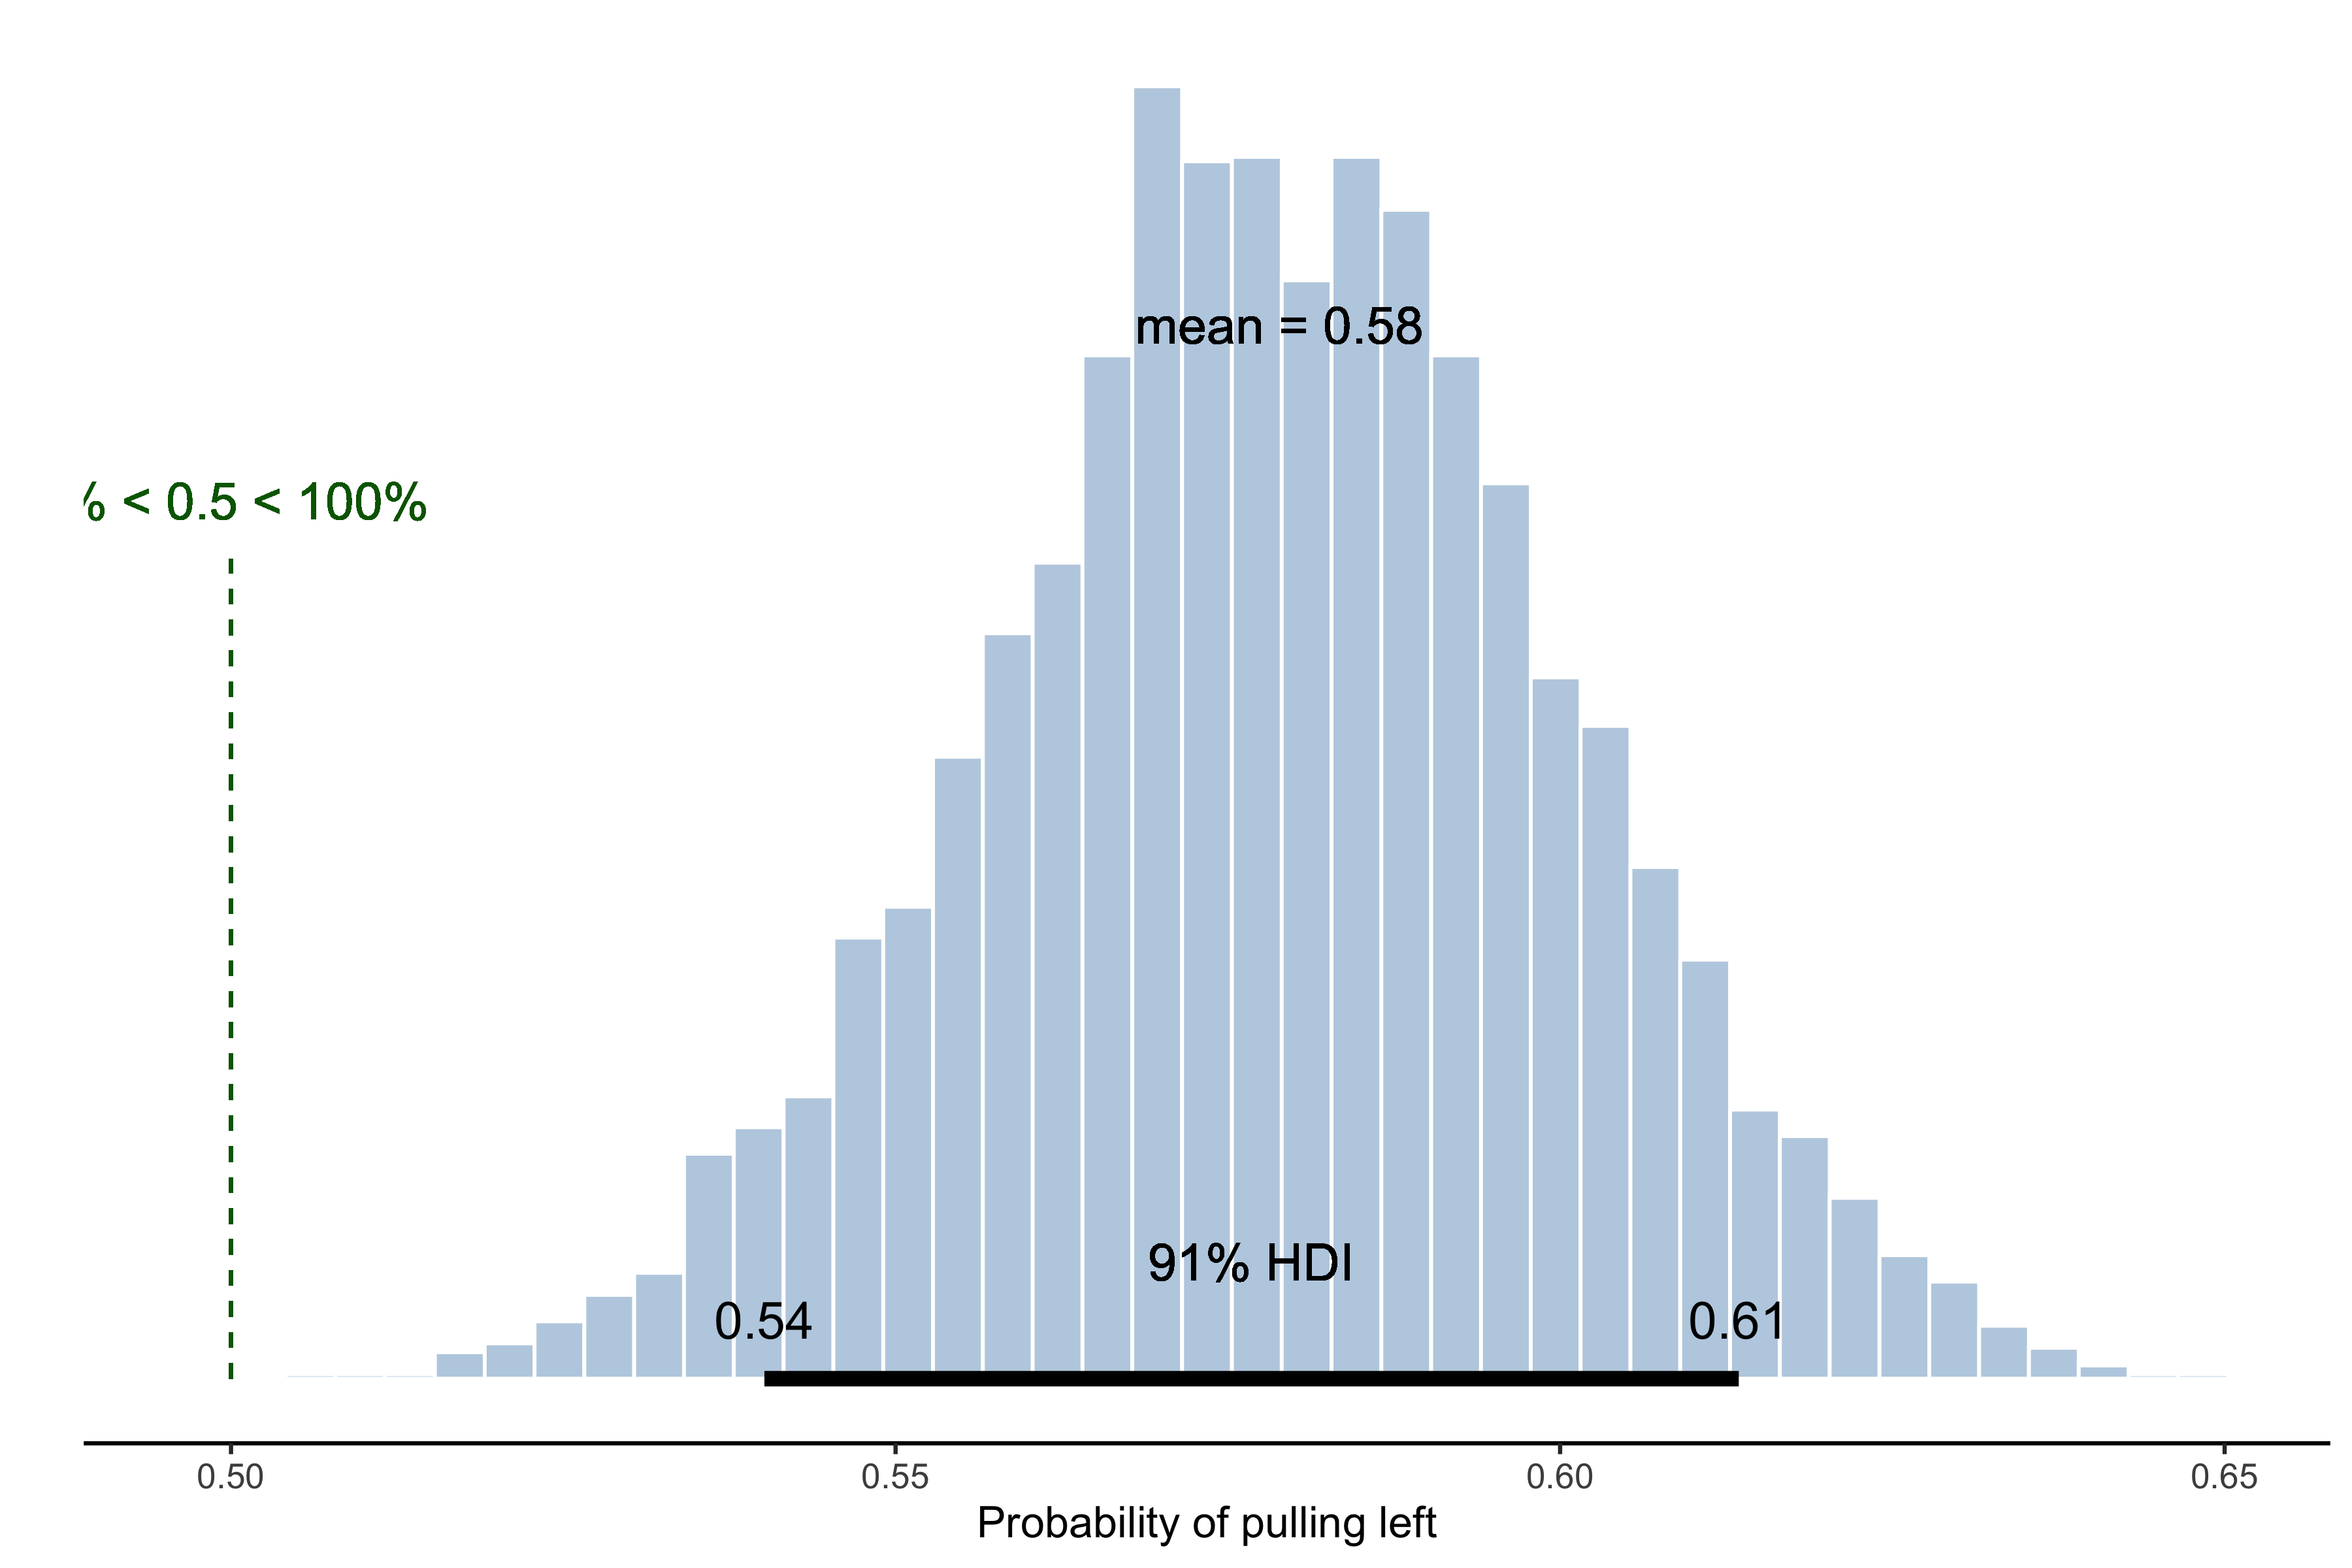 mean = 0.58
% < 0.5 < 100%
91% HDI
0.54 0.61
0.50 0.55 0.60 0.65
Probability of pulling left